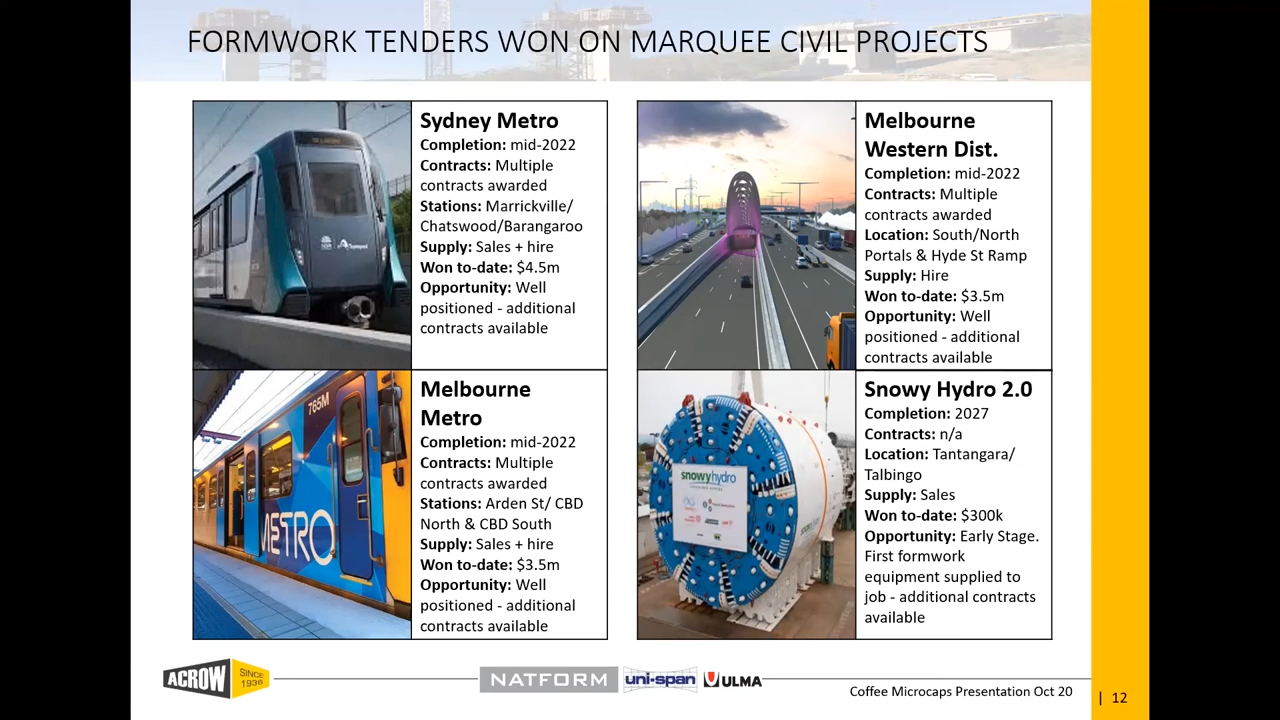 FORMWORK TENDERS WON ON MARQUEE CIVIL PROJECTS
Sydney Metro
Completion: mid-2022
Contracts: Multiple
contracts awarded
Stations: Marrickville/
Chatswood/Barangaroo
Supply: Sales + hire
Won to-date: $4.5m
Opportunity: Well
positioned - additional
contracts available
Melbourne
Western Dist.
Completion: mid-2022
Contracts: Multiple
contracts awarded
Location: South/North
Portals & Hyde St Ramp
Supply: Hire
Won to-date: $3.5m
Opportunity: Well
positioned - additional
contracts available
765M
METRO
Melbourne
Metro
Completion: mid-2022
Contracts: Multiple
contracts awarded
Stations: Arden St/ CBD
North & CBD South
Supply: Sales + hire
Won to-date: $3.5m
Opportunity: Well
positioned - additional
contracts available
snowyhydro
Snowy Hydro 2.0
Completion: 2027
Contracts: n/a
Location: Tantangara/
Talbingo
Supply: Sales
Won to-date: $300k
Opportunity: Early Stage.
First formwork
equipment supplied to
job - additional contracts
available
ACROW
SINCE
1936
NATFORM
uni-span
ULMA
Coffee Microcaps Presentation Oct 20
| 12